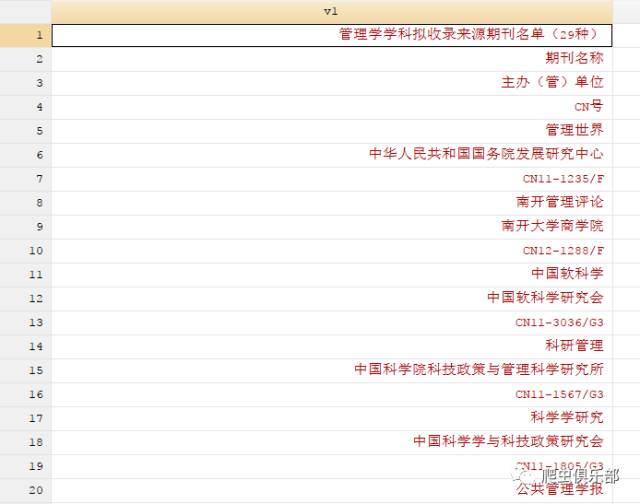 v1
1 管理学学科拟收录来源期刊名单（29种）
2 期刊名称
3 主办（管）单位
4 CN号
5 管理世界
6 中华人民共和国国务院发展研究中心
7 CN11-1235/F
8 南开管理评论
9 南开大学商学院
10 CN12-1288/F
11 中国软科学
12 中国软科学研究会
13 CN11-3036/G3
14 科研管理
15 中国科学院科技政策与管理科学研究所
16 CN11-1567/G3
17 科学学研究
18 中国科学学与科技政策研究会
19 CN11-1805/G3
20 公共管理学报
爬虫俱乐部